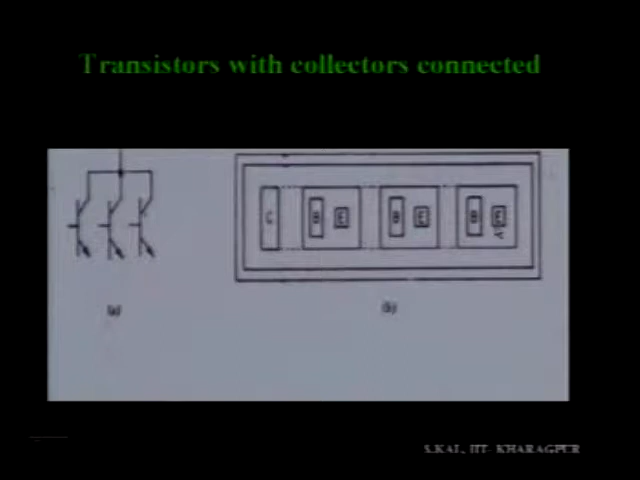 Transistors with collectors connected
C B E B E B E
(a) (b)
S.KAL, IIT- KHARAGPUR